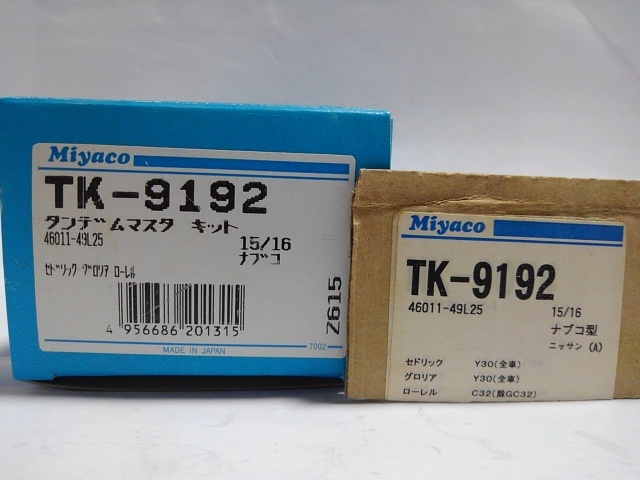 Miyaco
TK-9192
タンデムマスタ キット
46011-49L25
15/16
ナブコ
セドリック グロリア ローレル
4 956686 201315
Z615
MADE IN JAPAN
7002
Miyaco
TK-9192
46011-49L25
15/16
ナブコ型
ニッサン (A)
セドリック Y30(全車)
グロリア Y30(全車)
ローレル C32(除GC32)